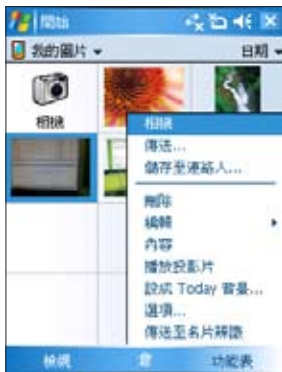 開始
我的圖片 日期
相機
相機
傳送...
儲存至連絡人...
刪除
編輯
內容
播放投影片
設成 Today 背景...
選項...
傳送至名片辨識
檢視 功能表